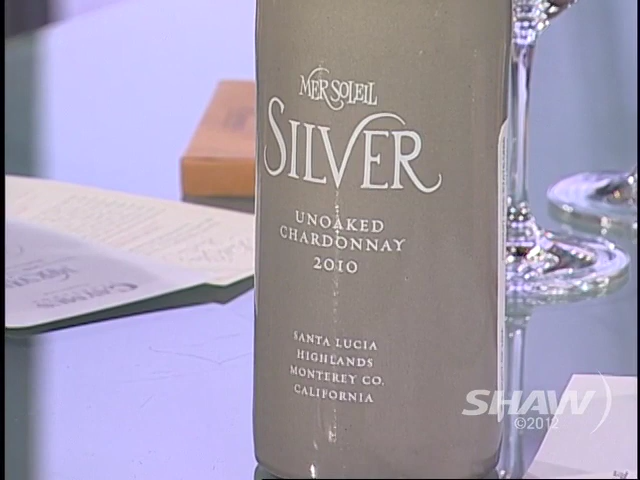 MER SOLEIL
SILVER
UNOAKED
CHARDONNAY
2010
SANTA LUCIA
HIGHLANDS
MONTEREY CO.
CALIFORNIA
SHAW)
©2012